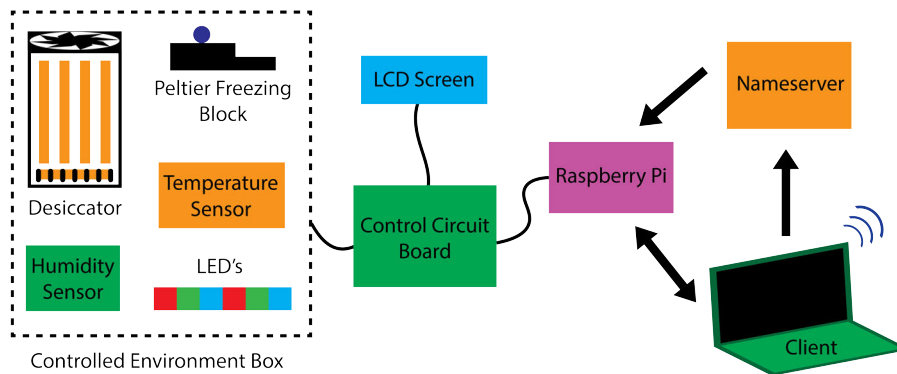 Peltier Freezing
Block
Desiccator
Temperature
Sensor
Humidity
Sensor
LED's
Controlled Environment Box
LCD Screen
Control Circuit
Board
Raspberry Pi
Nameserver
Client